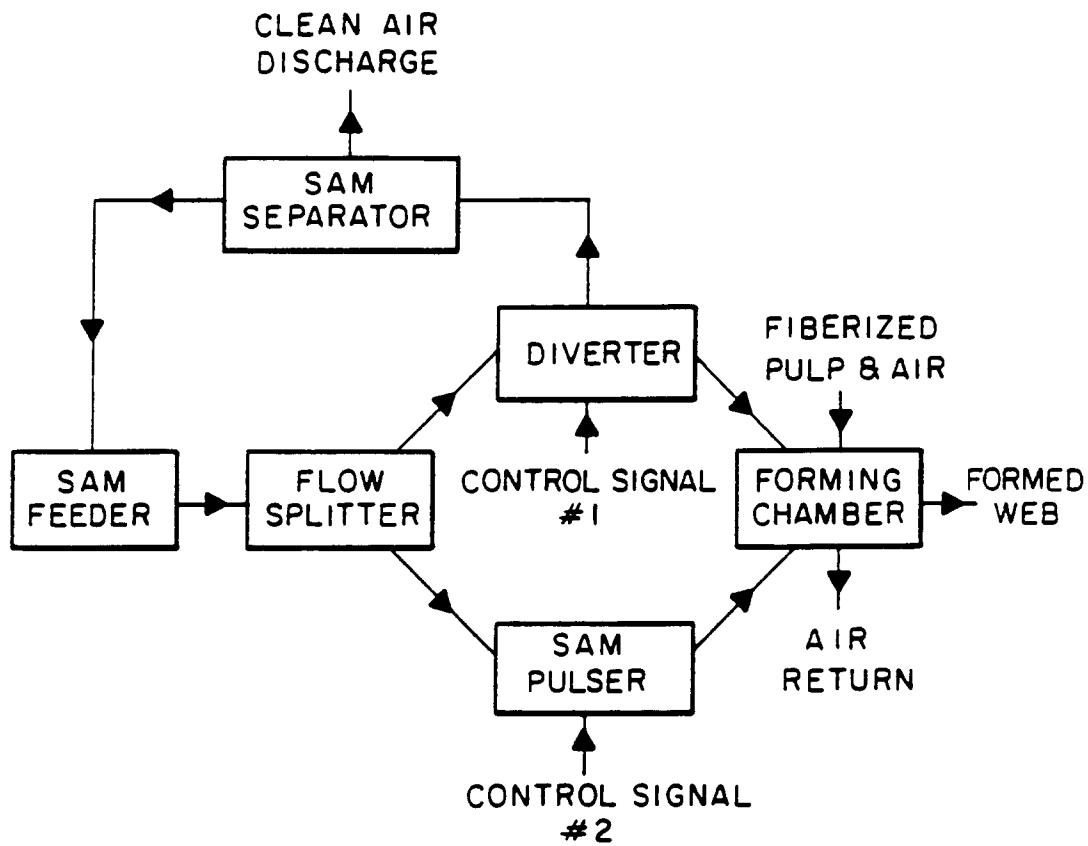 CLEAN AIR
DISCHARGE
SAM
SEPARATOR
DIVERTER
FIBERIZED
PULP & AIR
SAM
FEEDER
FLOW
SPLITTER
CONTROL SIGNAL
#1
FORMING
CHAMBER
FORMED
WEB
SAM
PULSER
AIR
RETURN
CONTROL SIGNAL
#2